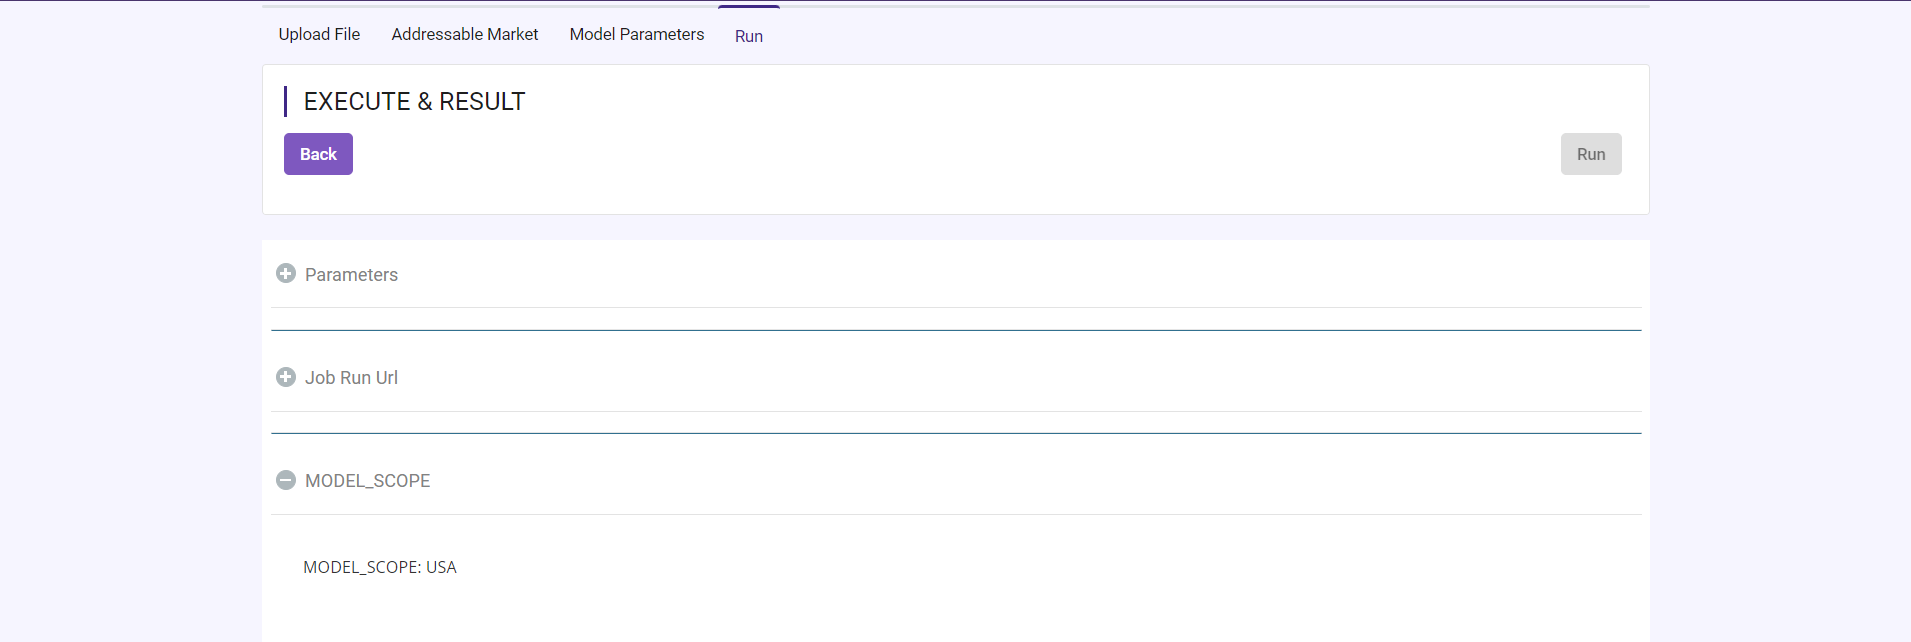 Upload File Addressable Market Model Parameters Run
EXECUTE & RESULT
Back Run
Parameters
Job Run Url
MODEL_SCOPE
MODEL_SCOPE: USA